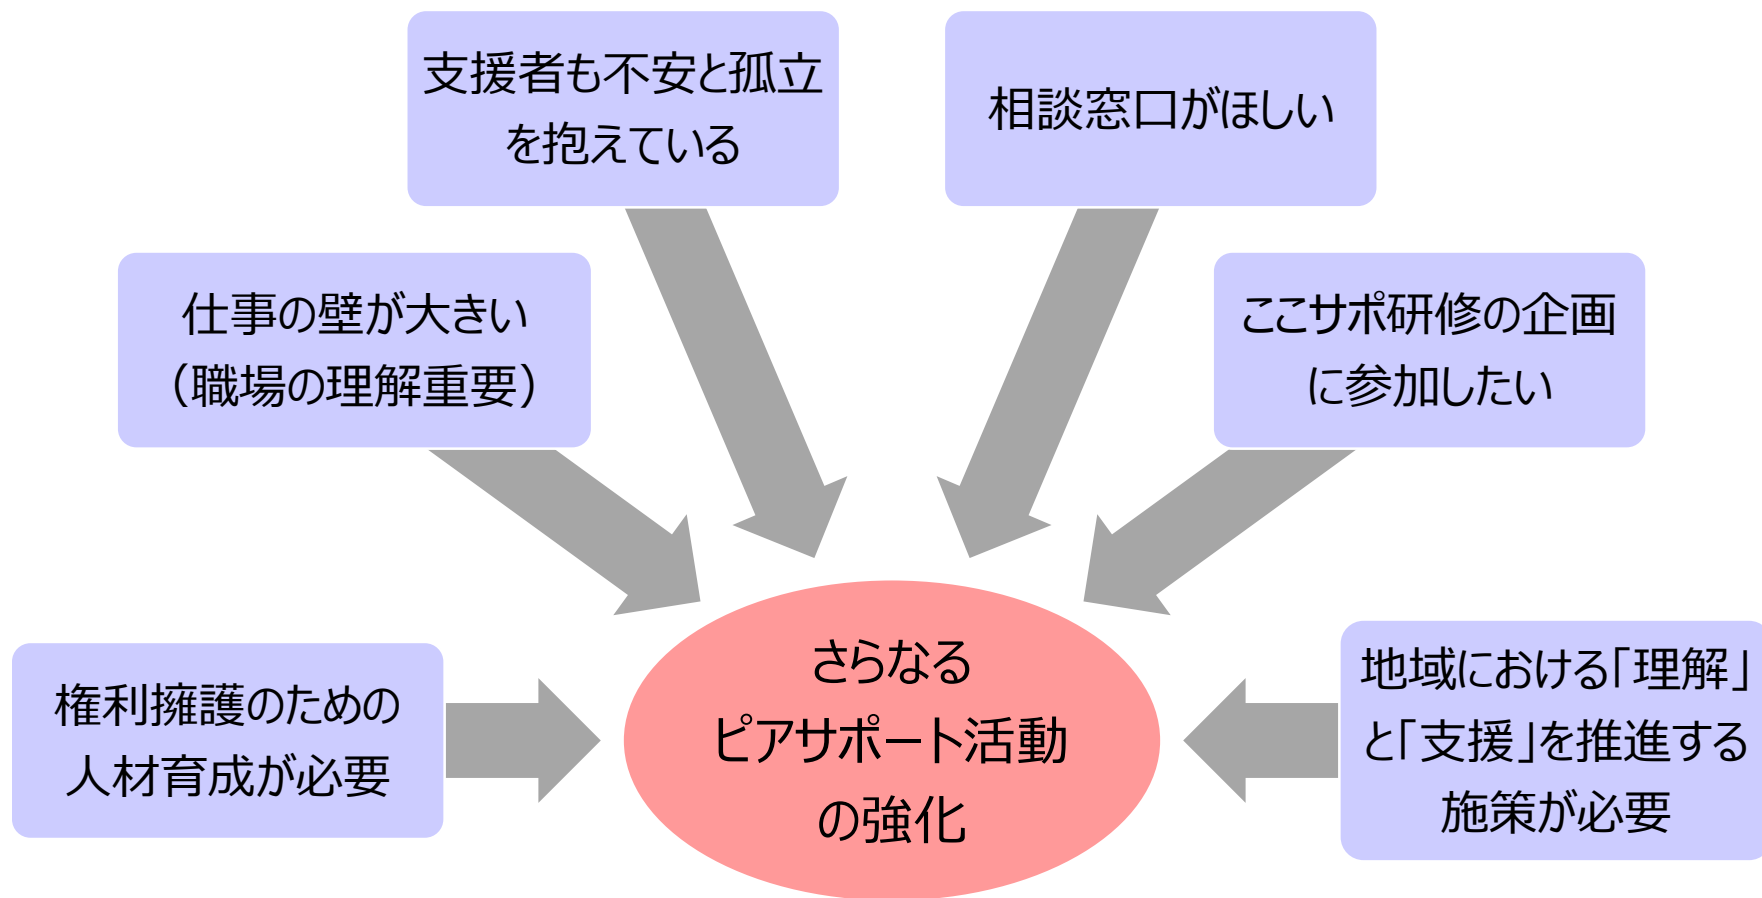 支援者も不安と孤立
を抱えている
相談窓口がほしい
仕事の壁が大きい
（職場の理解重要）
ここサポ研修の企画
に参加したい
権利擁護のための
人材育成が必要
さらなる
ピアサポート活動
の強化
地域における「理解」
と「支援」を推進する
施策が必要